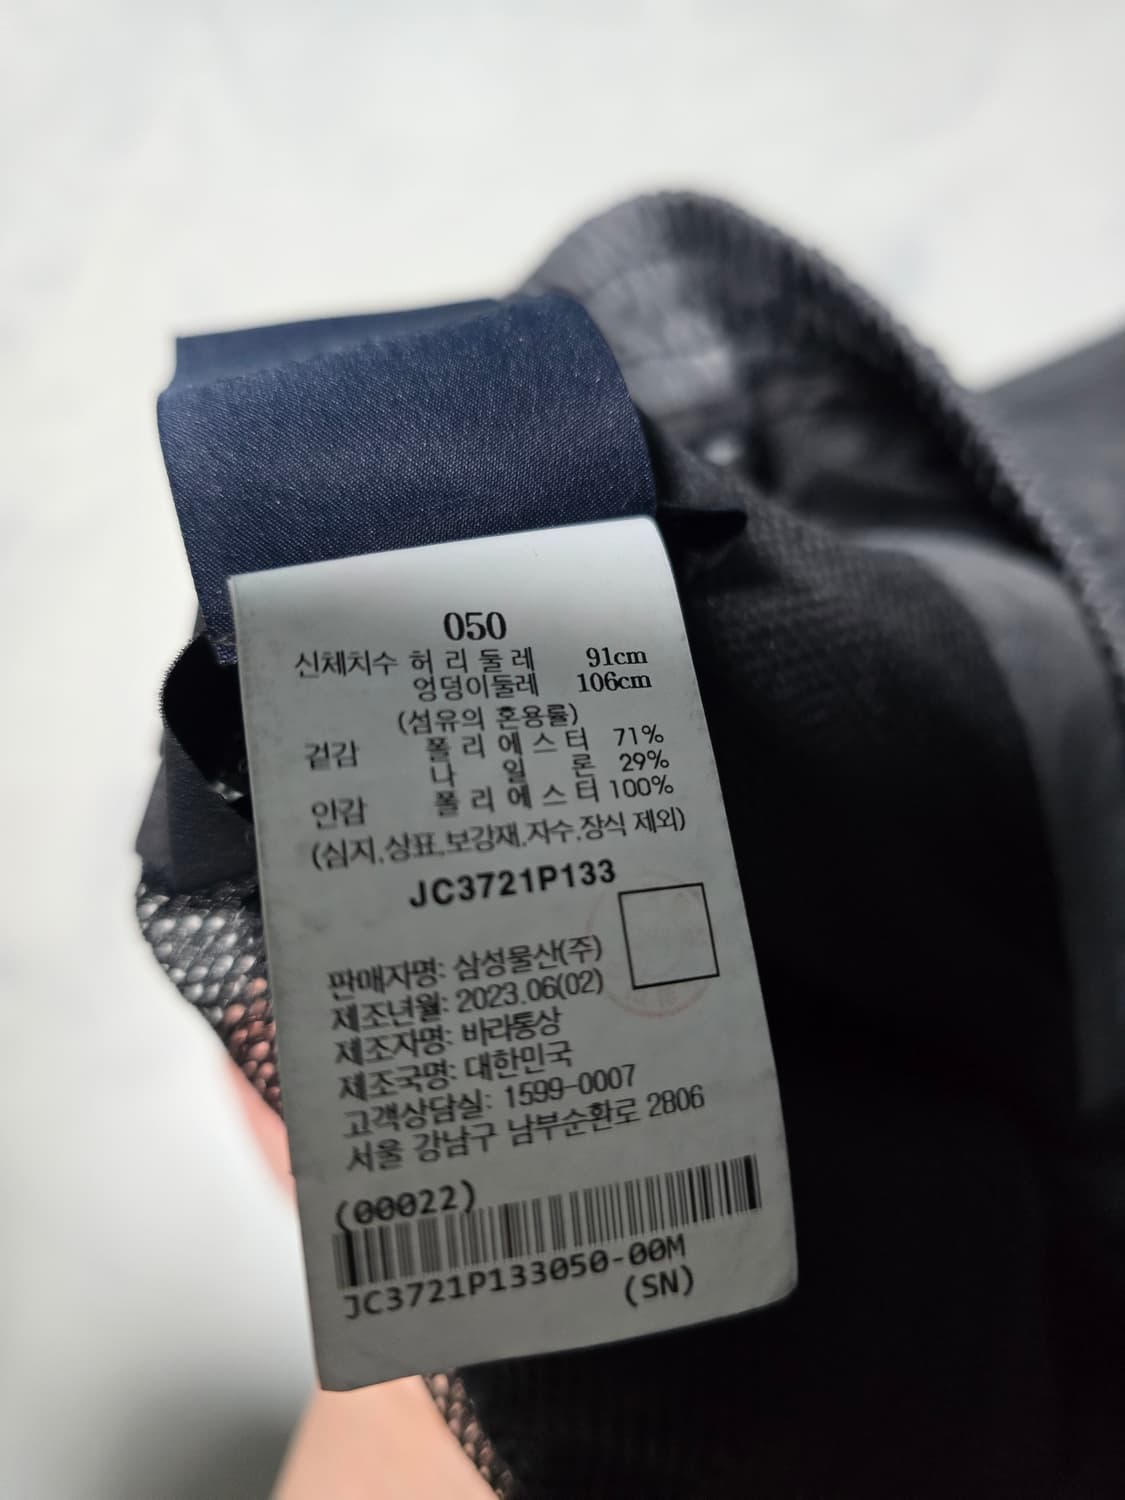 050
신체치수 허 리 둘 레 91cm
엉덩이둘레 106cm
(섬유의 혼용률)
겉감 폴 리 에 스 터 71%
나 일 론 29%
안감 폴 리 에 스 터 100%
(심지,상표,보강재,자수,장식 제외)
JC3721P133
판매자명: 삼성물산(주)
제조년월: 2023.06(02)
제조자명: 바라통상
제조국명: 대한민국
고객상담실: 1599-0007
서울 강남구 남부순환로 2806
(00022)
JC3721P133050-00M
(SN)